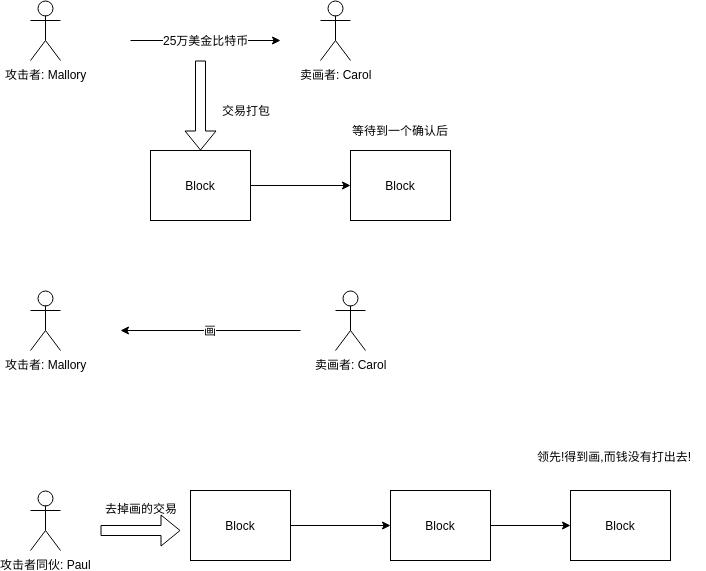 25万美金比特币
攻击者: Mallory
卖画者: Carol
交易打包
等待到一个确认后
Block
Block
画
攻击者: Mallory
卖画者: Carol
领先!得到画,而钱没有打出去!
去掉画的交易
Block
Block
Block
攻击者同伙: Paul